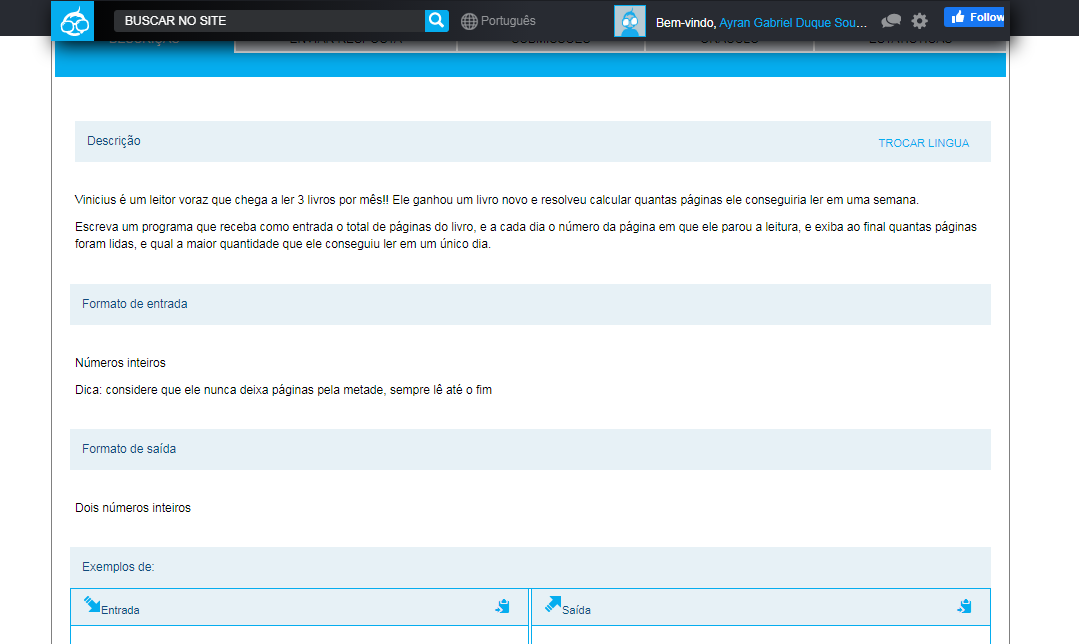 BUSCAR NO SITE
Português
Bem-vindo, Ayran Gabriel Duque Sou...
Follow
Descrição
TROCAR LINGUA
Vinicius é um leitor voraz que chega a ler 3 livros por mês!! Ele ganhou um livro novo e resolveu calcular quantas páginas ele conseguiria ler em uma semana.
Escreva um programa que receba como entrada o total de páginas do livro, e a cada dia o número da página em que ele parou a leitura, e exiba ao final quantas páginas
foram lidas, e qual a maior quantidade que ele conseguiu ler em um único dia.
Formato de entrada
Números inteiros
Dica: considere que ele nunca deixa páginas pela metade, sempre lê até o fim
Formato de saída
Dois números inteiros
Exemplos de:
Entrada
Saída